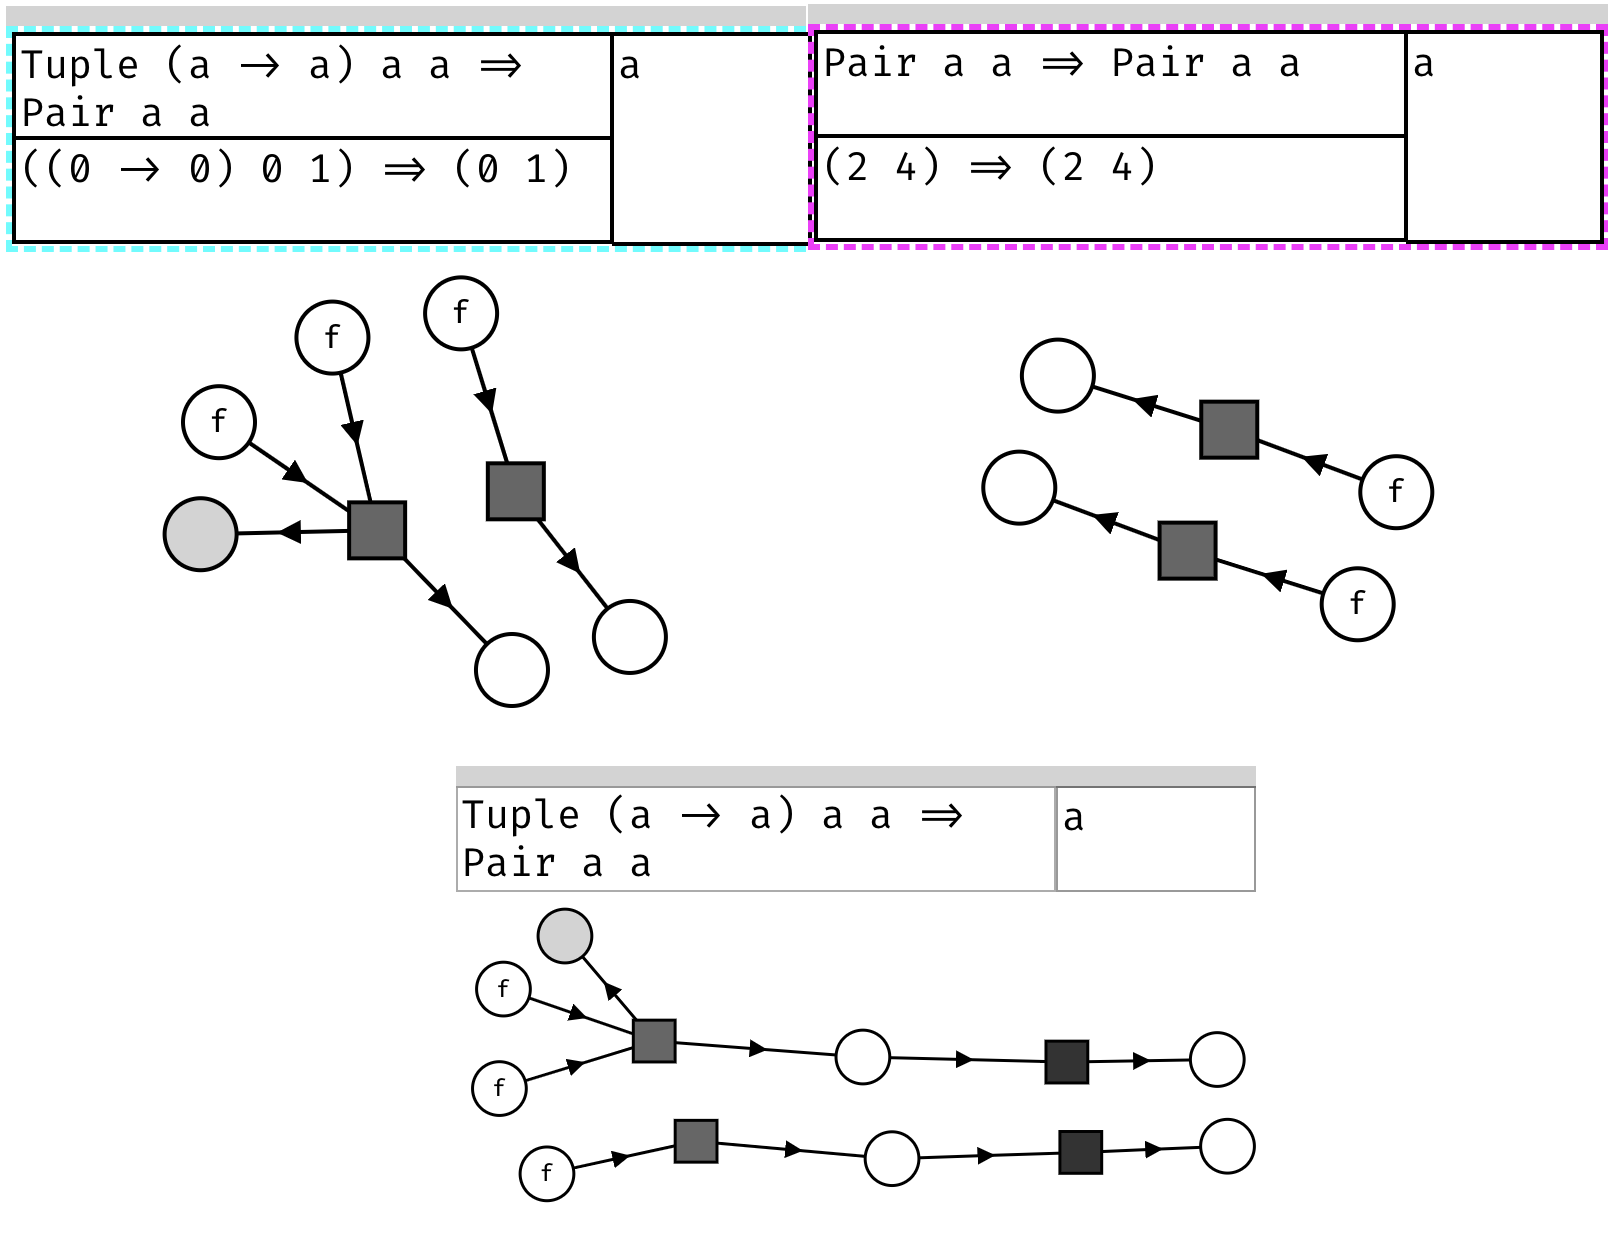 Tuple (a → a) a a ⇒
Pair a a
a
((0 → 0) 0 1) ⇒ (0 1)
Pair a a ⇒ Pair a a
a
(2 4) ⇒ (2 4)
f
f
f
f
f
Tuple (a → a) a a ⇒
Pair a a
a
f
f
f